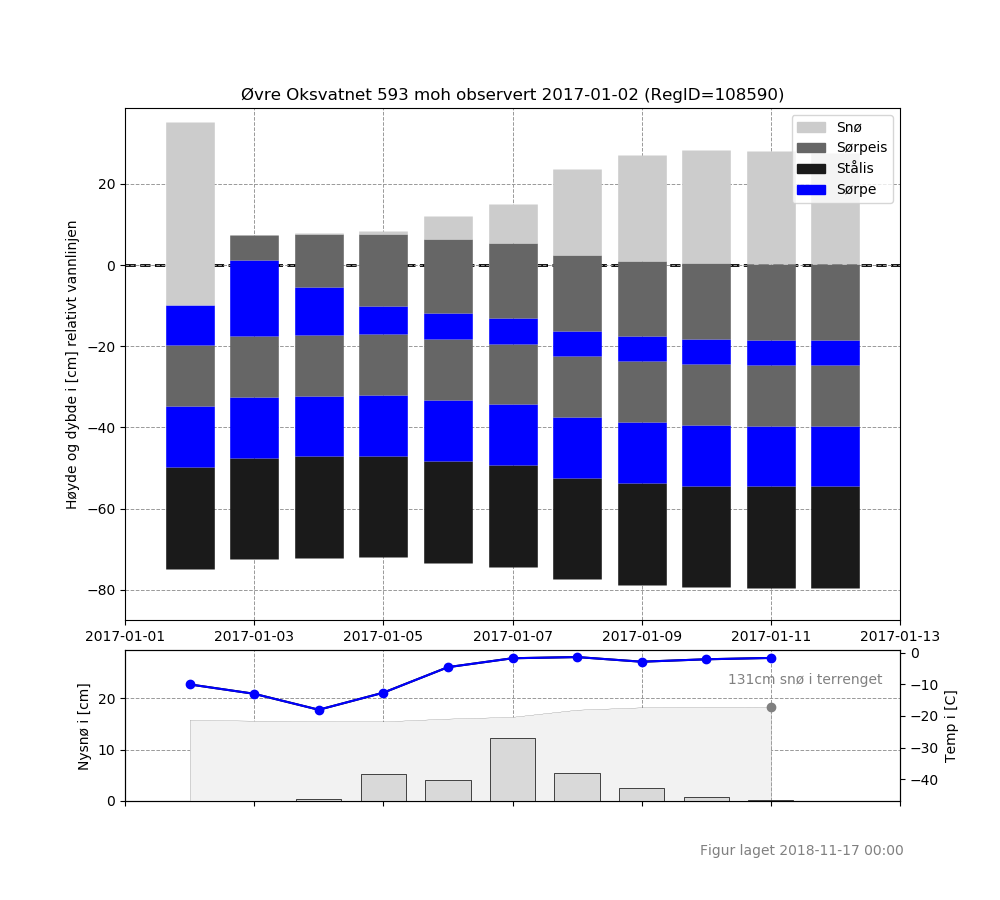 Øvre Oksvatnet 593 moh observert 2017-01-02 (RegID=108590)
Snø
Sørpeis
Stålis
Sørpe
Høyde og dybde i [cm] relativt vannlinjen
20
0
−20
−40
−60
−80
2017-01-01
2017-01-03
2017-01-05
2017-01-07
2017-01-09
2017-01-11
2017-01-13
Nysnø i [cm]
20
10
0
131cm snø i terrenget
0
−10
−20
−30
−40
Temp i [C]
Figur laget 2018-11-17 00:00